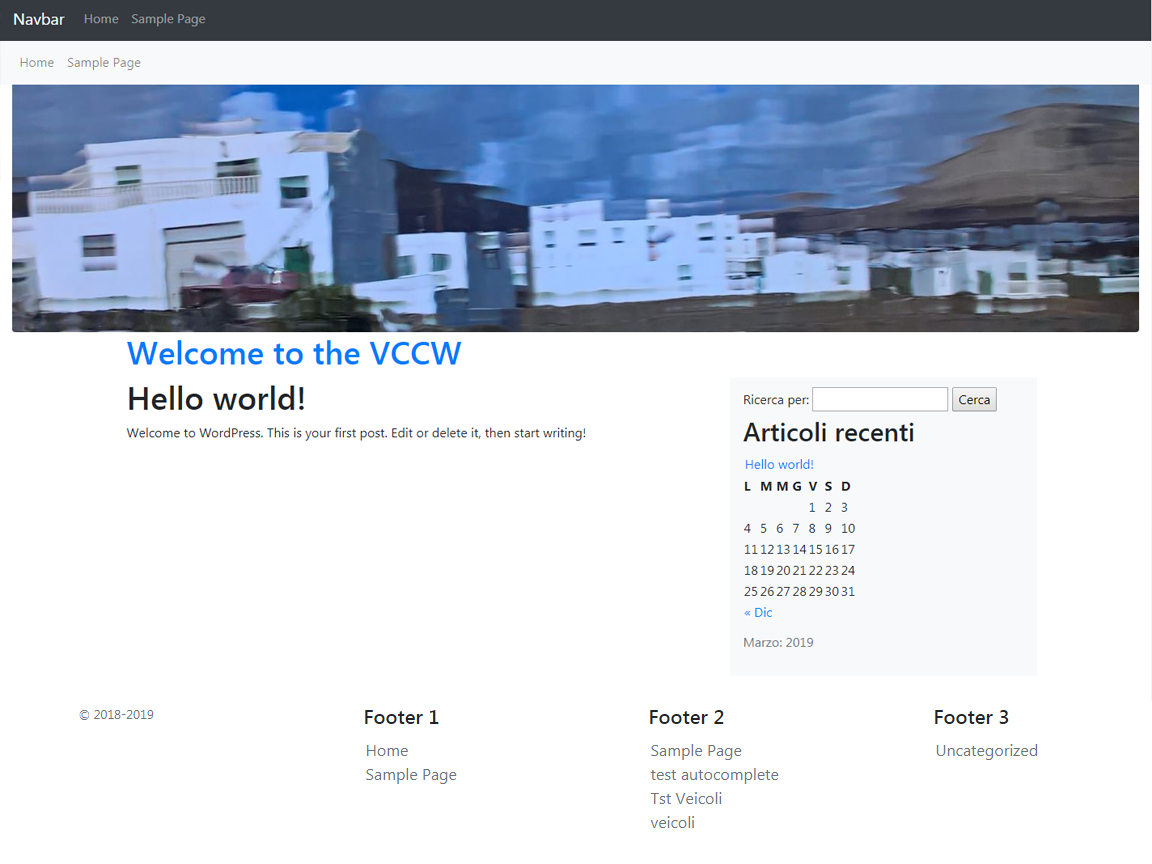 Navbar Home Sample Page
Home Sample Page
Welcome to the VCCW
Hello world!
Welcome to WordPress. This is your first post. Edit or delete it, then start writing!
Ricerca per: Cerca
Articoli recenti
Hello world!
L M M G V S D
1 2 3
4 5 6 7 8 9 10
11 12 13 14 15 16 17
18 19 20 21 22 23 24
25 26 27 28 29 30 31
« Dic
Marzo: 2019
© 2018-2019
Footer 1
Home
Sample Page
Footer 2
Sample Page
test autocomplete
Tst Veicoli
veicoli
Footer 3
Uncategorized